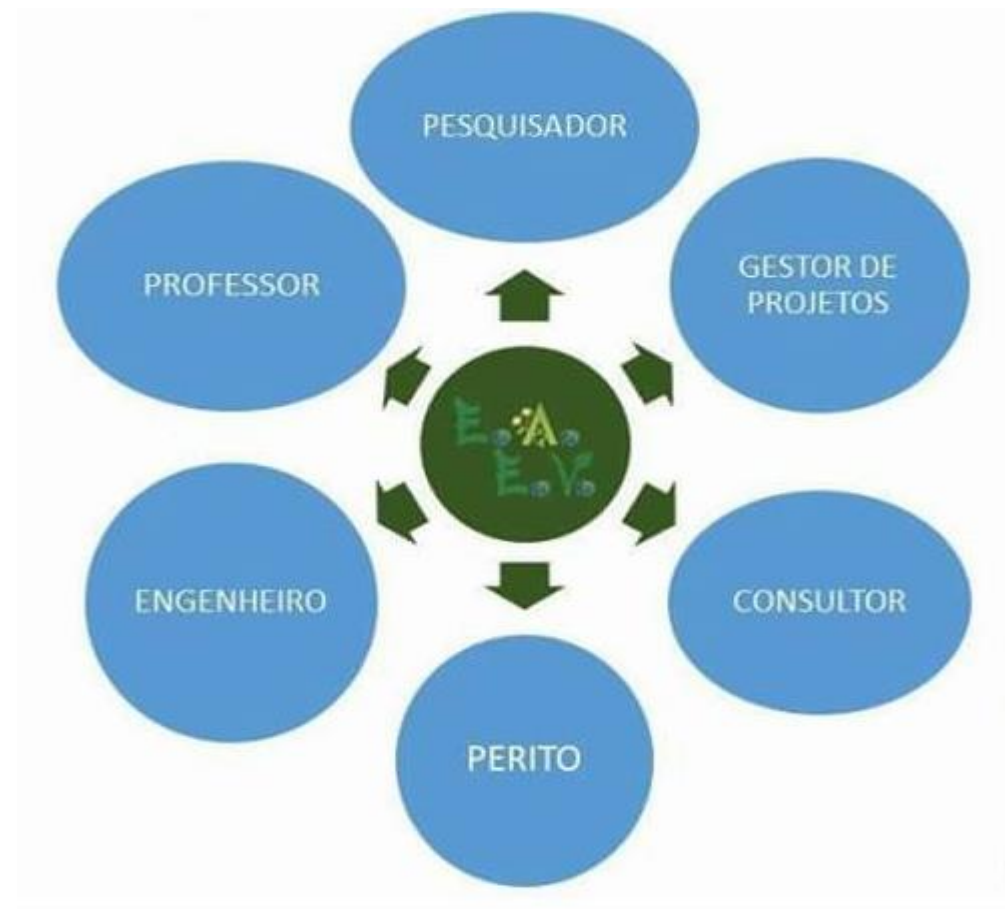 PESQUISADOR
PROFESSOR
GESTOR DE
PROJETOS
E.A.
E.V.
ENGENHEIRO
CONSULTOR
PERITO